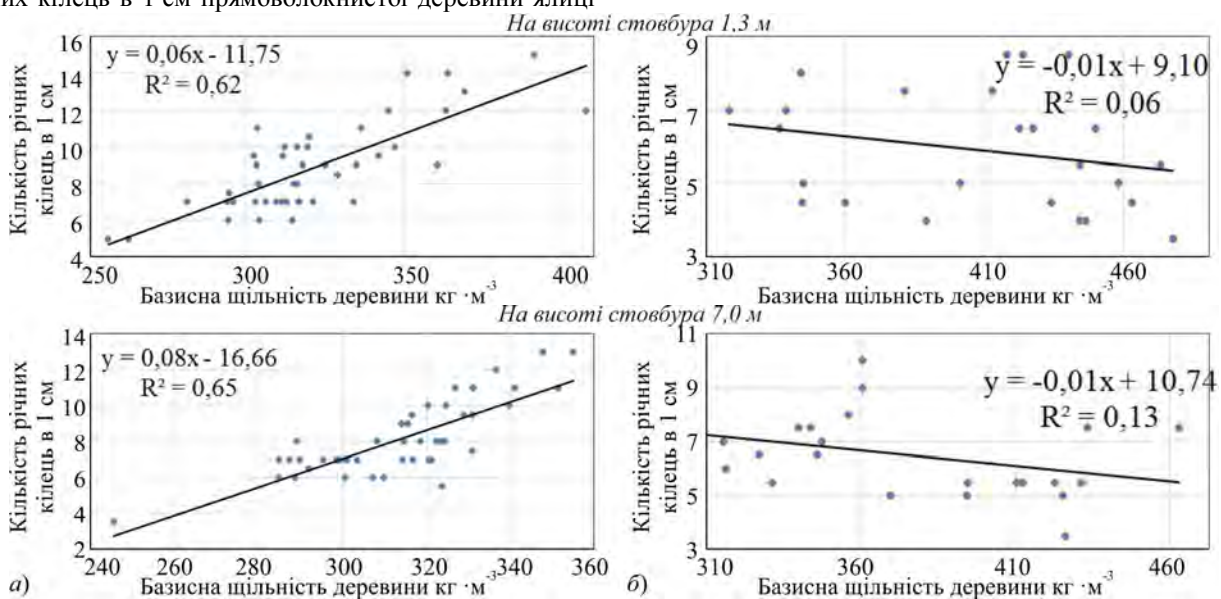 их кілець в 1 см прямоволокнистої деревини ялиці
На висоті стовбура 1,3 м
Кількість річних
кілець в 1 см
16
14
12
10
8
6
4
y = 0,06x - 11,75
R² = 0,62
250 300 350 400
Базисна щільність деревини кг ·м⁻³
Кількість річних
кілець в 1 см
9
7
5
3
y = -0,01x + 9,10
R² = 0,06
310 360 410 460
Базисна щільність деревини кг ·м⁻³
На висоті стовбура 7,0 м
Кількість річних
кілець в 1 см
14
12
10
8
6
4
2
y = 0,08x - 16,66
R² = 0,65
240 260 280 300 320 340 360
а) Базисна щільність деревини кг ·м⁻³
Кількість річних
кілець в 1 см
11
9
7
5
3
y = -0,01x + 10,74
R² = 0,13
310 360 410 460
б) Базисна щільність деревини кг ·м⁻³